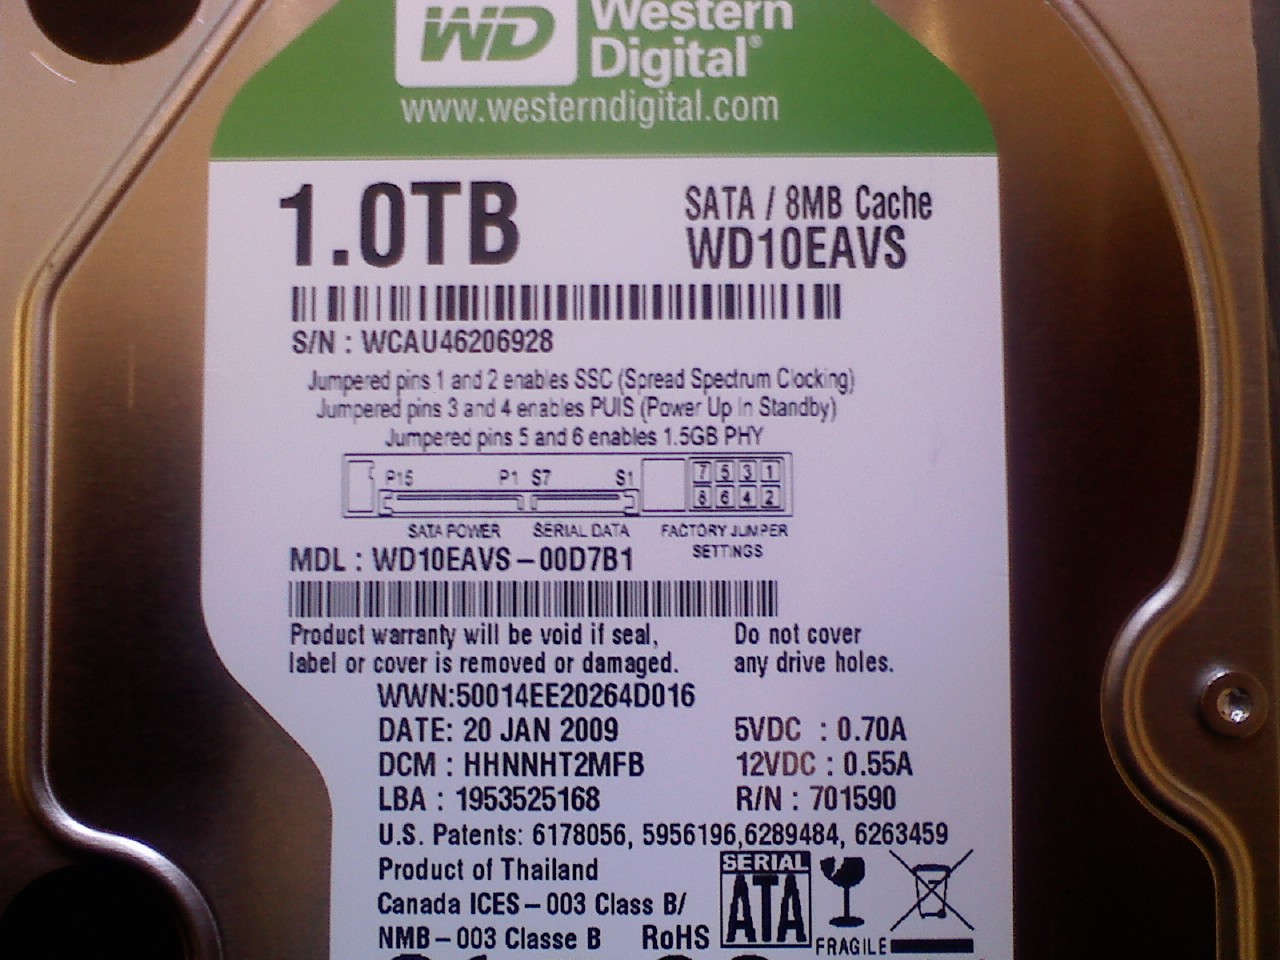 WD Western
Digital®
www.westerndigital.com
1.0TB
SATA / 8MB Cache
WD10EAVS
S/N : WCAU46206928
Jumpered pins 1 and 2 enables SSC (Spread Spectrum Clocking)
Jumpered pins 3 and 4 enables PUIS (Power Up In Standby)
Jumpered pins 5 and 6 enables 1.5GB PHY
P15 P1 S7 S1 7 5 3 1
8 6 4 2
SATA POWER SERIAL DATA FACTORY JUMPER
SETTINGS
MDL : WD10EAVS-00D7B1
Product warranty will be void if seal,
label or cover is removed or damaged.
Do not cover
any drive holes.
WWN:50014EE20264D016
DATE: 20 JAN 2009 5VDC : 0.70A
DCM : HHNNHT2MFB 12VDC : 0.55A
LBA : 1953525168 R/N : 701590
U.S. Patents: 6178056, 5956196,6289484, 6263459
Product of Thailand
Canada ICES-003 Class B/
NMB-003 Classe B RoHS
SERIAL
ATA
FRAGILE